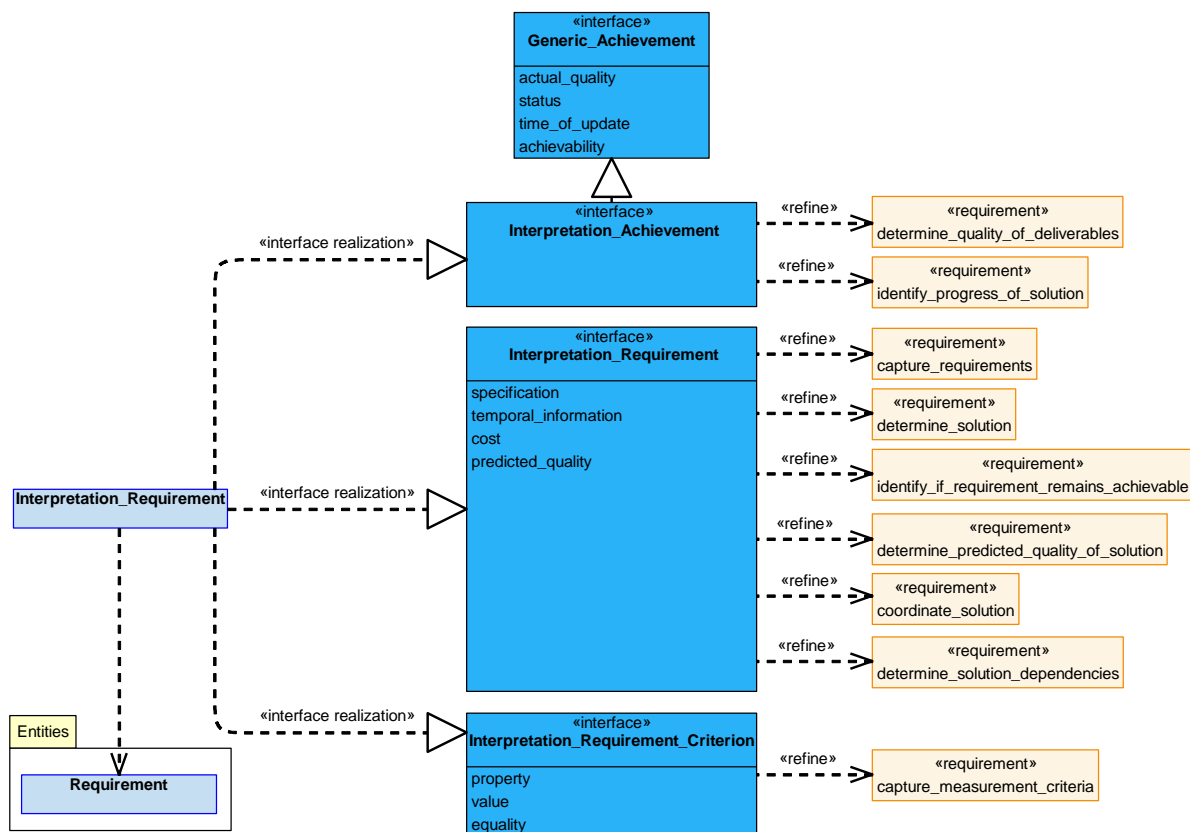 «interface»
Generic_Achievement
actual_quality
status
time_of_update
achievability
«interface»
Interpretation_Achievement
«interface realization»
«refine»
«requirement»
determine_quality_of_deliverables
«refine»
«requirement»
identify_progress_of_solution
«interface»
Interpretation_Requirement
specification
temporal_information
cost
predicted_quality
«refine»
«requirement»
capture_requirements
«refine»
«requirement»
determine_solution
«refine»
«requirement»
identify_if_requirement_remains_achievable
«refine»
«requirement»
determine_predicted_quality_of_solution
«refine»
«requirement»
coordinate_solution
«refine»
«requirement»
determine_solution_dependencies
Interpretation_Requirement
«interface realization»
«interface realization»
«interface»
Interpretation_Requirement_Criterion
property
value
equality
«refine»
«requirement»
capture_measurement_criteria
Entities
Requirement